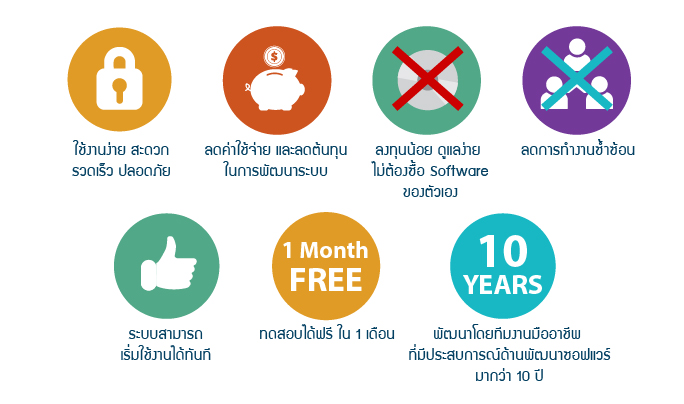 $
ใช้งานง่าย สะดวก
รวดเร็ว ปลอดภัย
ลดค่าใช้จ่าย และลดต้นทุน
ในการพัฒนาระบบ
ลงทุนน้อย ดูแลง่าย
ไม่ต้องซื้อ Software
ของตัวเอง
ลดการทำงานซ้ำซ้อน
ระบบสามารถ
เริ่มใช้งานได้ทันที
1 Month
FREE
ทดสอบได้ฟรี ใน 1 เดือน
10
YEARS
พัฒนาโดยทีมงานมืออาชีพ
ที่มีประสบการณ์ด้านพัฒนาซอฟแวร์
มากว่า 10 ปี